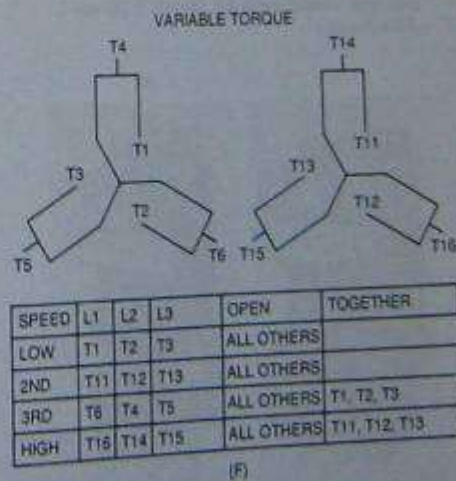 VARIABLE TORQUE
T4 T14
T1 T11
T3 T13
T2 T12
T5 T6 T15 T16
SPEED L1 L2 L3 OPEN TOGETHER
LOW T1 T2 T3 ALL OTHERS
2ND T11 T12 T13 ALL OTHERS
3RD T6 T4 T5 ALL OTHERS T1, T2, T3
HIGH T16 T14 T15 ALL OTHERS T11, T12, T13
(F)